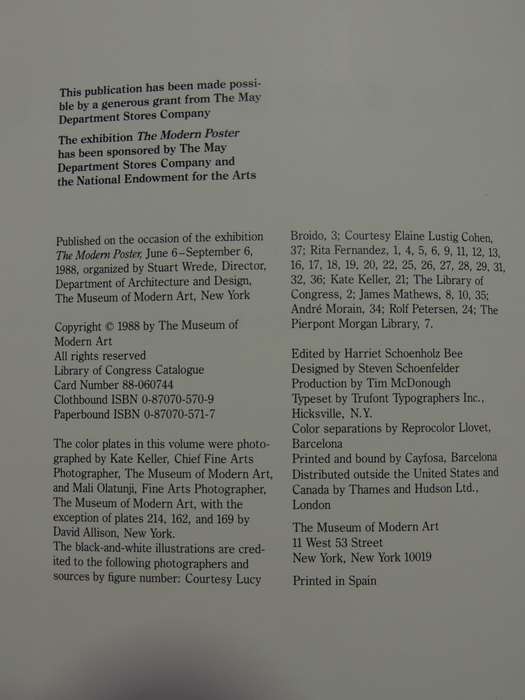 This publication has been made possi-
ble by a generous grant from The May
Department Stores Company
The exhibition The Modern Poster
has been sponsored by The May
Department Stores Company and
the National Endowment for the Arts
Published on the occasion of the exhibition
The Modern Poster, June 6–September 6,
1988, organized by Stuart Wrede, Director,
Department of Architecture and Design,
The Museum of Modern Art, New York
Copyright © 1988 by The Museum of
Modern Art
All rights reserved
Library of Congress Catalogue
Card Number 88-060744
Clothbound ISBN 0-87070-570-9
Paperbound ISBN 0-87070-571-7
The color plates in this volume were photo-
graphed by Kate Keller, Chief Fine Arts
Photographer, The Museum of Modern Art,
and Mali Olatunji, Fine Arts Photographer,
The Museum of Modern Art, with the
exception of plates 214, 162, and 169 by
David Allison, New York.
The black-and-white illustrations are cred-
ited to the following photographers and
sources by figure number: Courtesy Lucy
Broido, 3; Courtesy Elaine Lustig Cohen,
37; Rita Fernandez, 1, 4, 5, 6, 9, 11, 12, 13,
16, 17, 18, 19, 20, 22, 25, 26, 27, 28, 29, 31,
32, 36; Kate Keller, 21; The Library of
Congress, 2; James Mathews, 8, 10, 35;
André Morain, 34; Rolf Petersen, 24; The
Pierpont Morgan Library, 7.
Edited by Harriet Schoenholz Bee
Designed by Steven Schoenfelder
Production by Tim McDonough
Typeset by Trufont Typographers Inc.,
Hicksville, N.Y.
Color separations by Reprocolor Llovet,
Barcelona
Printed and bound by Cayfosa, Barcelona
Distributed outside the United States and
Canada by Thames and Hudson Ltd.,
London
The Museum of Modern Art
11 West 53 Street
New York, New York 10019
Printed in Spain